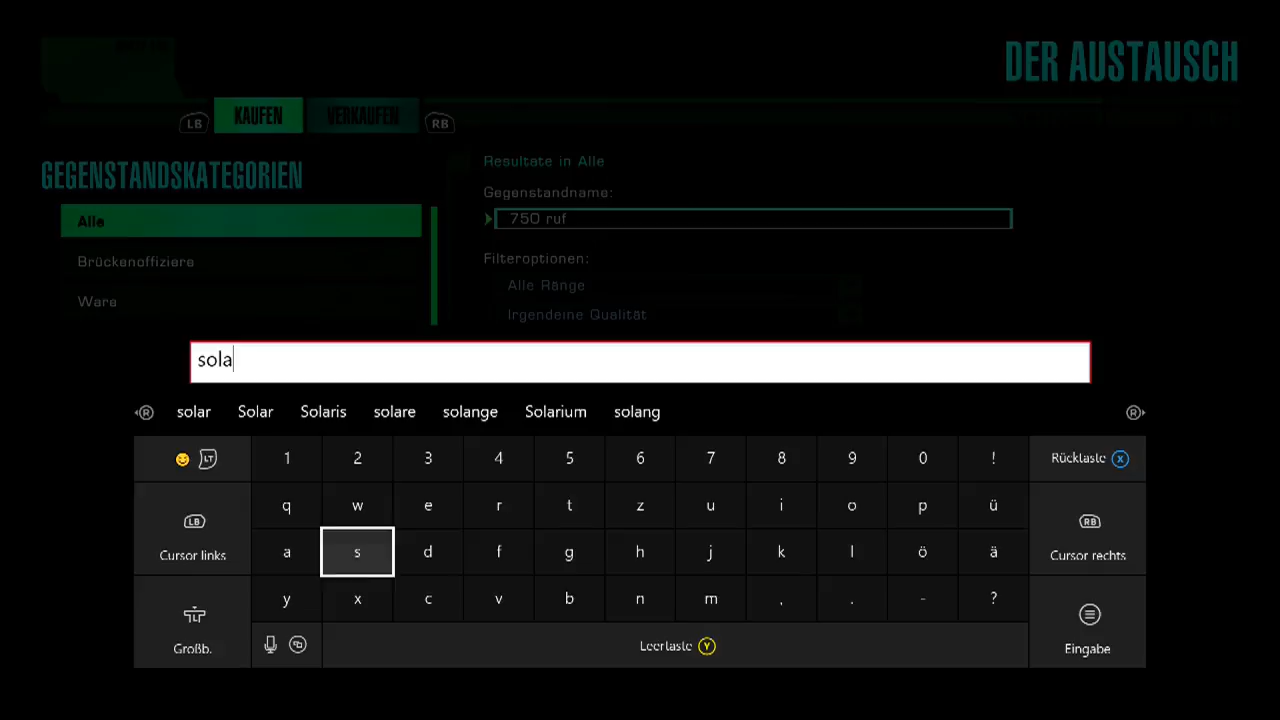 DER AUSTAUSCH
LB KAUFEN VERKAUFEN RB
GEGENSTANDSKATEGORIEN
Alle
Brückenoffiziere
Ware
Resultate in Alle
Gegenstandname:
750 ruf
Filteroptionen:
Alle Ränge
Irgendeine Qualität
sola
R solar Solar Solaris solare solange Solarium solang R
LT 1 2 3 4 5 6 7 8 9 0 ! Rücktaste X
q w e r t z u i o p ü
LB Cursor links
a s d f g h j k l ö ä
RB Cursor rechts
y x c v b n m , . - ?
L Großb.
Leertaste Y
Eingabe